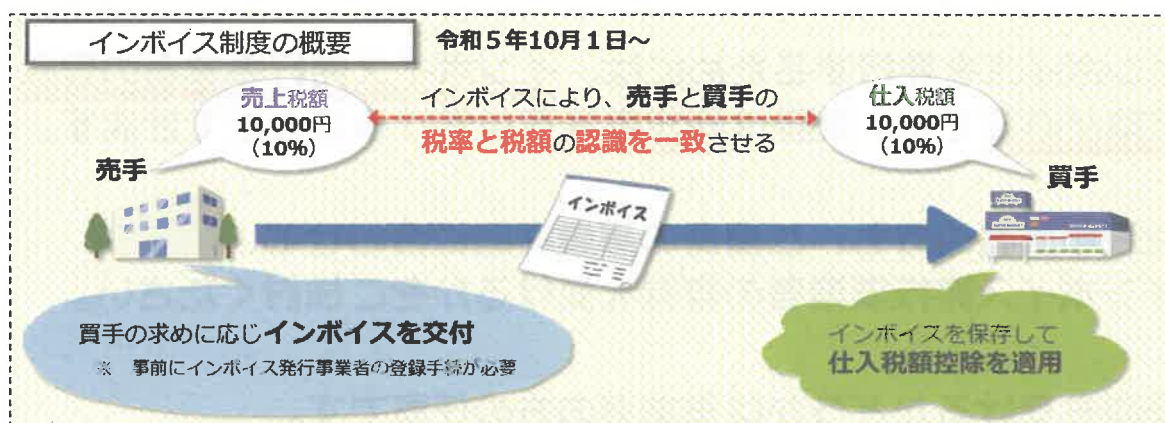 インボイス制度の概要
令和5年10月1日~
売上税額
10,000円
(10%)
インボイスにより、売手と買手の
税率と税額の認識を一致させる
仕入税額
10,000円
(10%)
売手
買手
インボイス
買手の求めに応じインボイスを交付
※ 事前にインボイス発行事業者の登録手続が必要
インボイスを保存して
仕入税額控除を適用